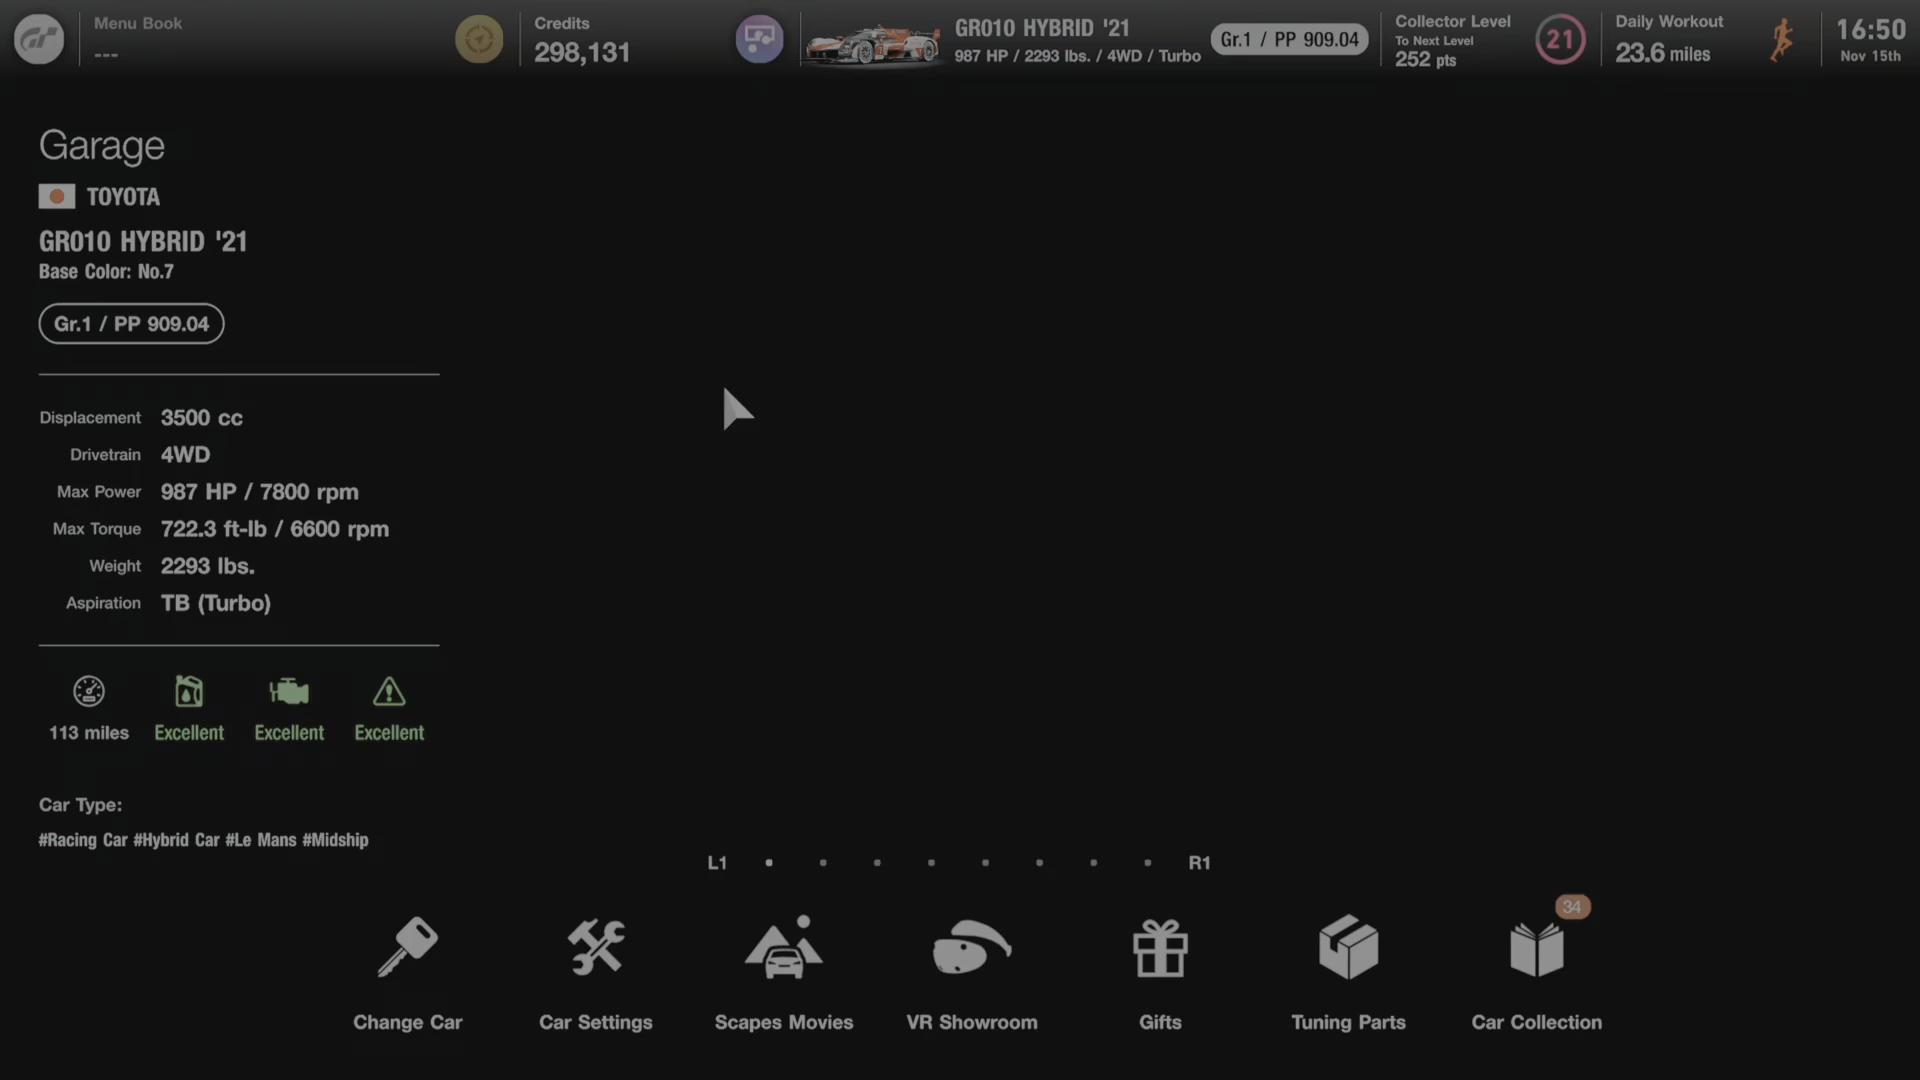 Menu Book
---
Credits
298,131
GR010 HYBRID '21
987 HP / 2293 lbs. / 4WD / Turbo
Gr.1 / PP 909.04
Collector Level
To Next Level
252 pts
21
Daily Workout
23.6 miles
16:50
Nov 15th
Garage
TOYOTA
GR010 HYBRID '21
Base Color: No.7
Gr.1 / PP 909.04
Displacement 3500 cc
Drivetrain 4WD
Max Power 987 HP / 7800 rpm
Max Torque 722.3 ft-lb / 6600 rpm
Weight 2293 lbs.
Aspiration TB (Turbo)
113 miles Excellent Excellent Excellent
Car Type:
#Racing Car #Hybrid Car #Le Mans #Midship
L1 R1
34
Change Car Car Settings Scapes Movies VR Showroom Gifts Tuning Parts Car Collection